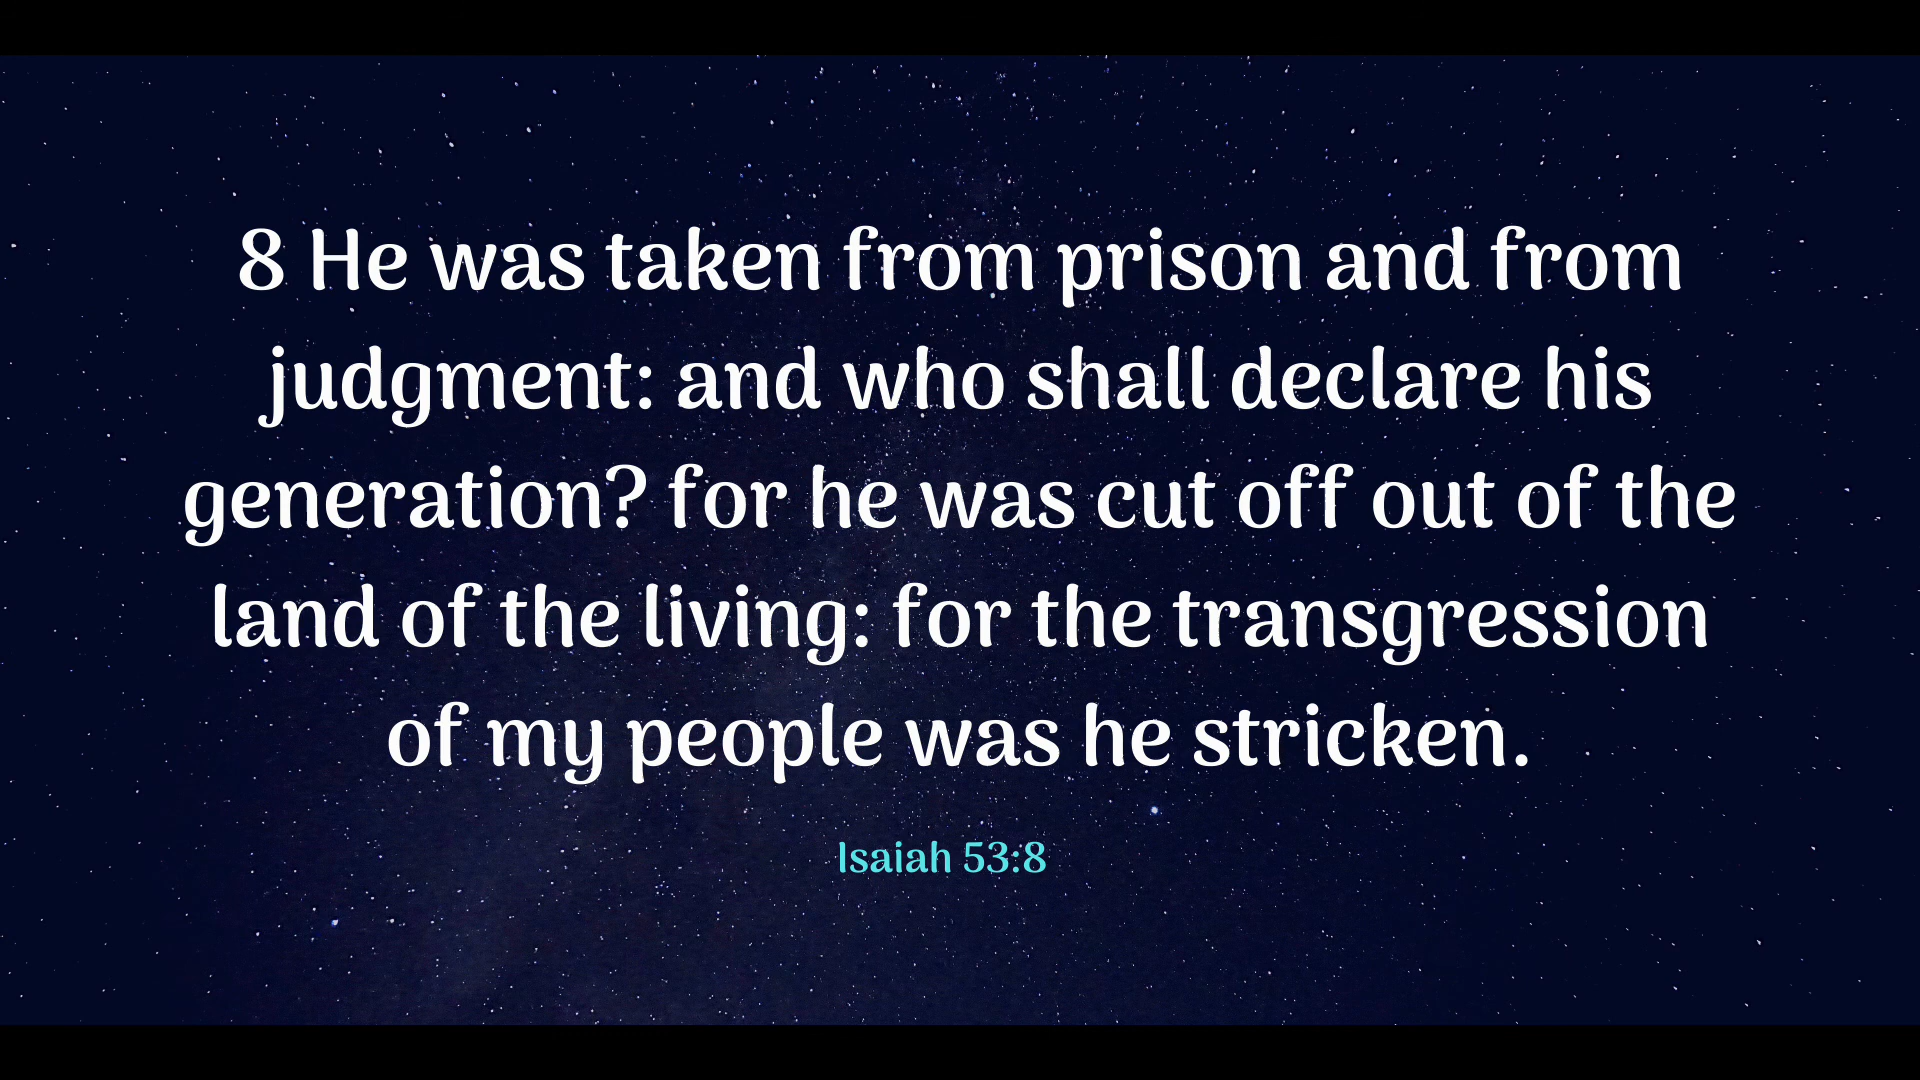 8 He was taken from prison and from
judgment: and who shall declare his
generation? for he was cut off out of the
land of the living: for the transgression
of my people was he stricken.
Isaiah 53:8